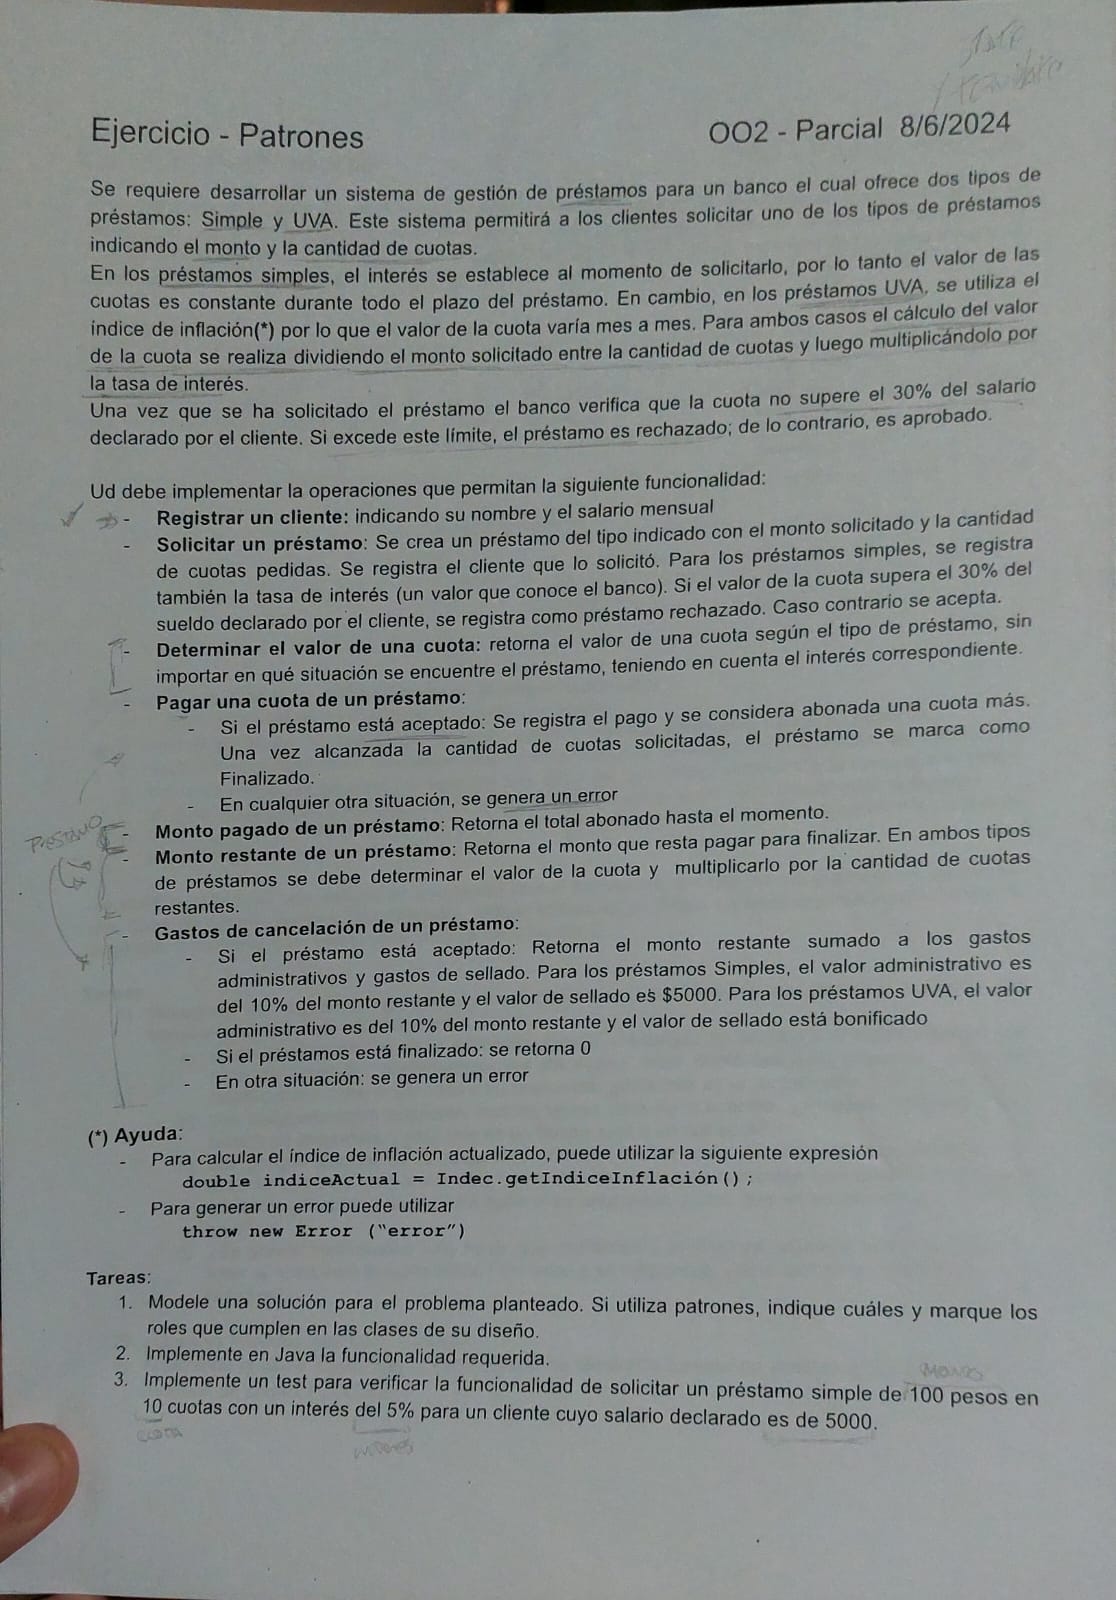 Ejercicio - Patrones
OO2 - Parcial 8/6/2024
Se requiere desarrollar un sistema de gestión de préstamos para un banco el cual ofrece dos tipos de
préstamos: Simple y UVA. Este sistema permitirá a los clientes solicitar uno de los tipos de préstamos
indicando el monto y la cantidad de cuotas.
En los préstamos simples, el interés se establece al momento de solicitarlo, por lo tanto el valor de las
cuotas es constante durante todo el plazo del préstamo. En cambio, en los préstamos UVA, se utiliza el
índice de inflación(*) por lo que el valor de la cuota varía mes a mes. Para ambos casos el cálculo del valor
de la cuota se realiza dividiendo el monto solicitado entre la cantidad de cuotas y luego multiplicándolo por
la tasa de interés.
Una vez que se ha solicitado el préstamo el banco verifica que la cuota no supere el 30% del salario
declarado por el cliente. Si excede este límite, el préstamo es rechazado; de lo contrario, es aprobado.
Ud debe implementar la operaciones que permitan la siguiente funcionalidad:
- Registrar un cliente: indicando su nombre y el salario mensual
- Solicitar un préstamo: Se crea un préstamo del tipo indicado con el monto solicitado y la cantidad
de cuotas pedidas. Se registra el cliente que lo solicitó. Para los préstamos simples, se registra
también la tasa de interés (un valor que conoce el banco). Si el valor de la cuota supera el 30% del
sueldo declarado por el cliente, se registra como préstamo rechazado. Caso contrario se acepta.
- Determinar el valor de una cuota: retorna el valor de una cuota según el tipo de préstamo, sin
importar en qué situación se encuentre el préstamo, teniendo en cuenta el interés correspondiente.
- Pagar una cuota de un préstamo:
- Si el préstamo está aceptado: Se registra el pago y se considera abonada una cuota más.
Una vez alcanzada la cantidad de cuotas solicitadas, el préstamo se marca como
Finalizado.
- En cualquier otra situación, se genera un error
Prestamo
- Monto pagado de un préstamo: Retorna el total abonado hasta el momento.
- Monto restante de un préstamo: Retorna el monto que resta pagar para finalizar. En ambos tipos
de préstamos se debe determinar el valor de la cuota y multiplicarlo por la cantidad de cuotas
restantes.
- Gastos de cancelación de un préstamo:
- Si el préstamo está aceptado: Retorna el monto restante sumado a los gastos
administrativos y gastos de sellado. Para los préstamos Simples, el valor administrativo es
del 10% del monto restante y el valor de sellado es $5000. Para los préstamos UVA, el valor
administrativo es del 10% del monto restante y el valor de sellado está bonificado
- Si el préstamos está finalizado: se retorna 0
- En otra situación: se genera un error
(*) Ayuda:
- Para calcular el índice de inflación actualizado, puede utilizar la siguiente expresión
double indiceActual = Indec.getIndiceInflación();
- Para generar un error puede utilizar
throw new Error ("error")
Tareas:
1. Modele una solución para el problema planteado. Si utiliza patrones, indique cuáles y marque los
roles que cumplen en las clases de su diseño.
2. Implemente en Java la funcionalidad requerida.
3. Implemente un test para verificar la funcionalidad de solicitar un préstamo simple de 100 pesos en
10 cuotas con un interés del 5% para un cliente cuyo salario declarado es de 5000.
Monto
cuota
interes